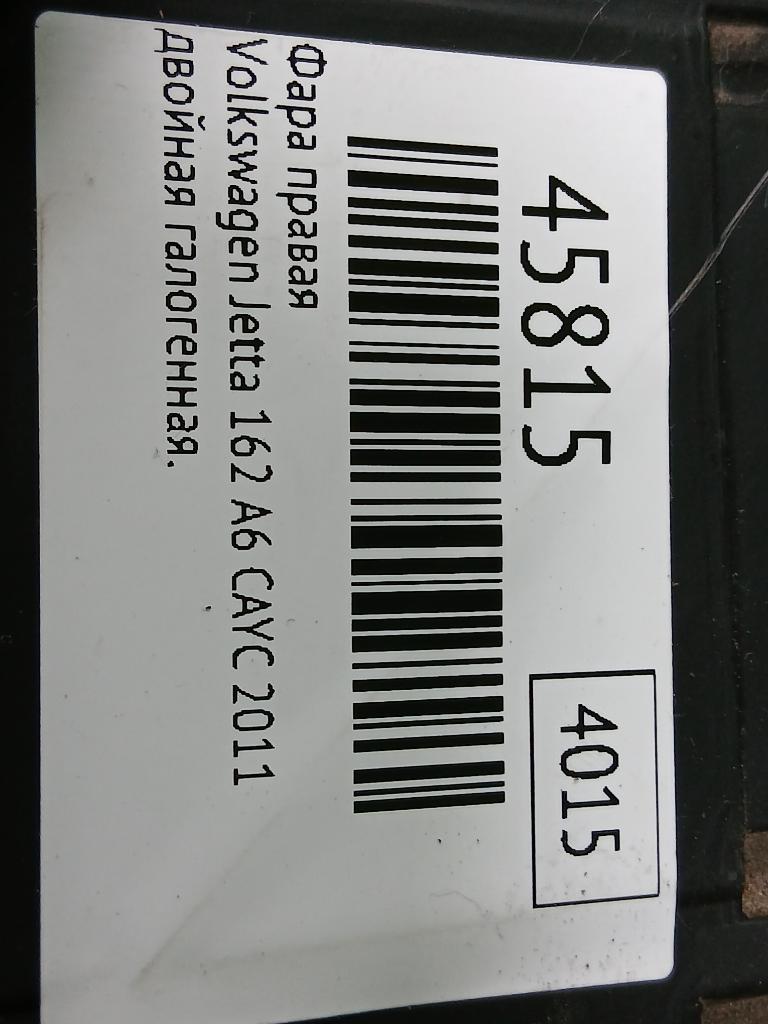 45815
4015
Фара правая
Volkswagen Jetta 162 A6 CAYC 2011
двойная галогенная.